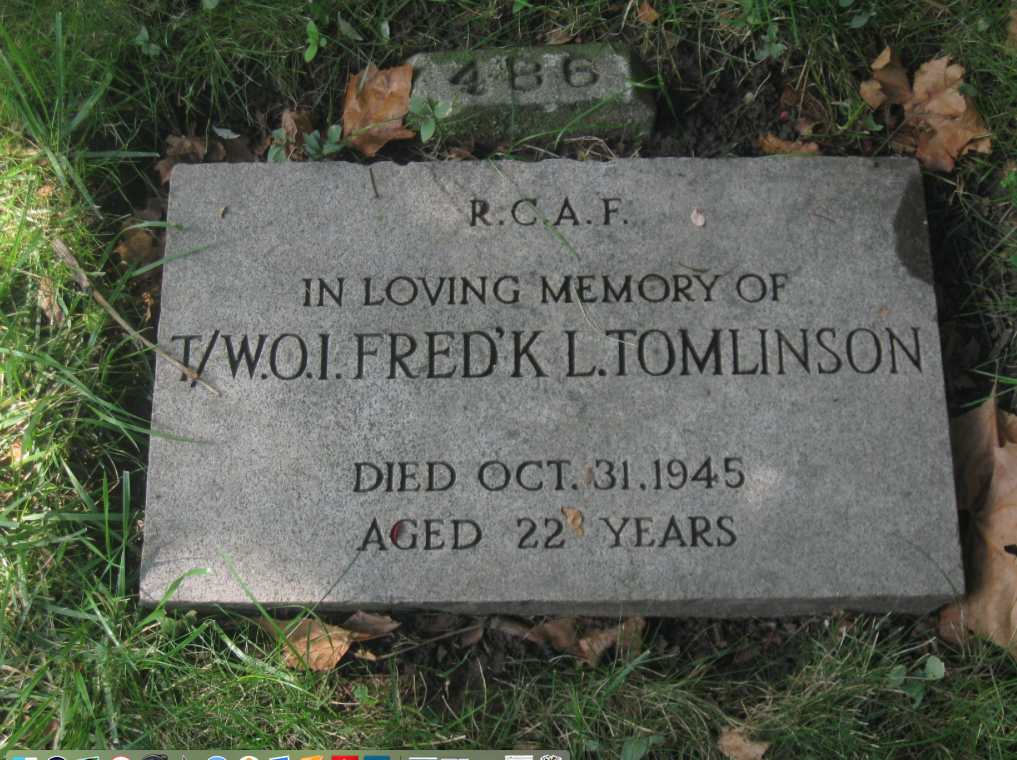 486
R.C.A.F.
IN LOVING MEMORY OF
T/W.O.I. FRED'K L. TOMLINSON
DIED OCT. 31. 1945
AGED 22 YEARS